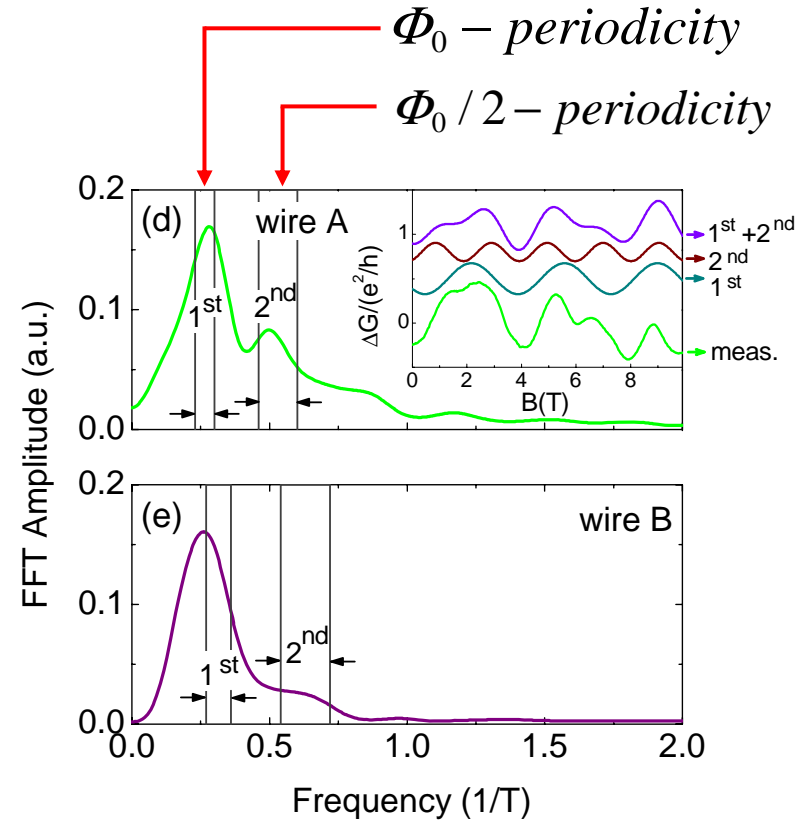 Φ₀ – periodicity
Φ₀ / 2 – periodicity
FFT Amplitude (a.u.)
0.2
0.1
0.0
(d)
wire A
1ˢᵗ
2ⁿᵈ
ΔG/(e²/h)
1
0
0 2 4 6 8
B(T)
1ˢᵗ+2ⁿᵈ
2ⁿᵈ
1ˢᵗ
meas.
0.2
0.1
0.0
(e)
wire B
1ˢᵗ
2ⁿᵈ
0.0 0.5 1.0 1.5 2.0
Frequency (1/T)